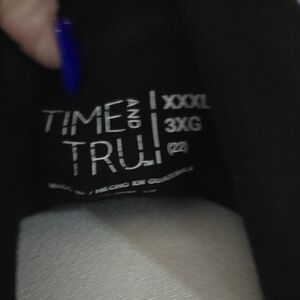 TIME AND
TRU
XXXL
3XG
(22)
HECHO EN GUATEMALA